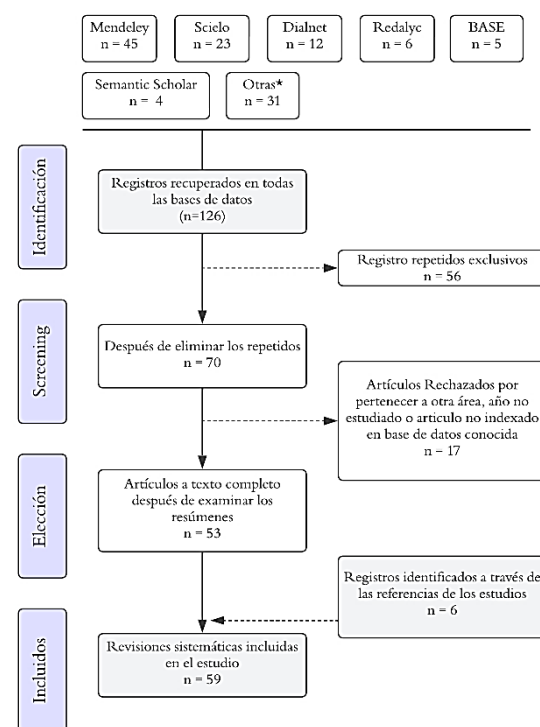 Mendeley
n = 45
Scielo
n = 23
Dialnet
n = 12
Redalyc
n = 6
BASE
n = 5
Semantic Scholar
n = 4
Otras*
n = 31
Identificación
Registros recuperados en todas
las bases de datos
(n=126)
Registro repetidos exclusivos
n = 56
Screening
Después de eliminar los repetidos
n = 70
Artículos Rechazados por
pertenecer a otra área, año no
estudiado o articulo no indexado
en base de datos conocida
n = 17
Elección
Artículos a texto completo
después de examinar los
resúmenes
n = 53
Registros identificados a través de
las referencias de los estudios
n = 6
Incluidos
Revisiones sistemáticas incluidas
en el estudio
n = 59